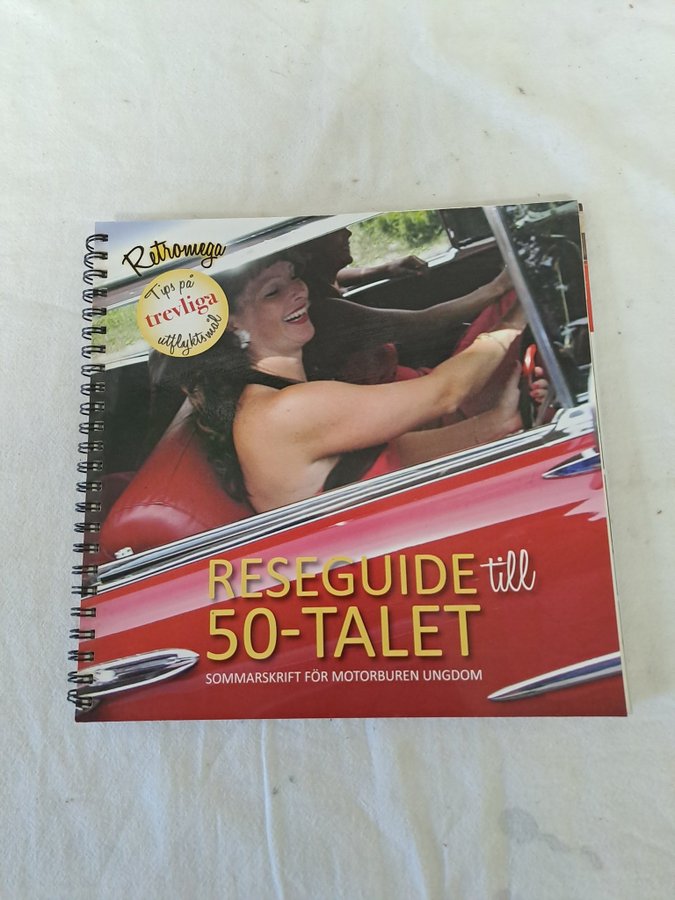 Retromega
Tips på
trevliga
utflyktsmål
RESEGUIDE till
50-TALET
SOMMARSKRIFT FÖR MOTORBUREN UNGDOM